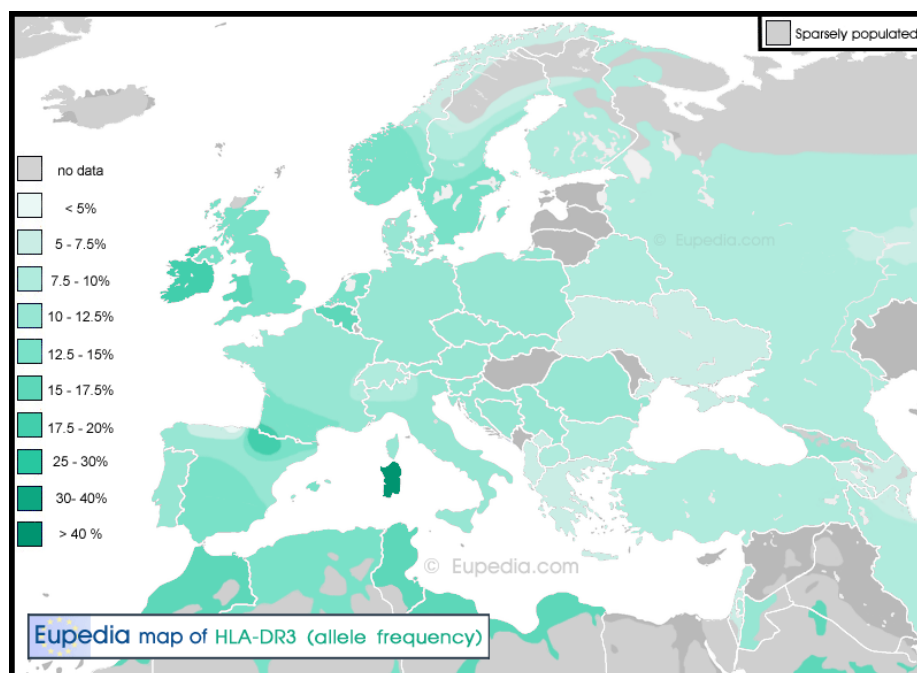 Sparsely populated
no data
< 5%
5 - 7.5%
7.5 - 10%
10 - 12.5%
12.5 - 15%
15 - 17.5%
17.5 - 20%
25 - 30%
30- 40%
> 40 %
© Eupedia.com
© Eupedia.com
Eupedia map of HLA-DR3 (allele frequency)